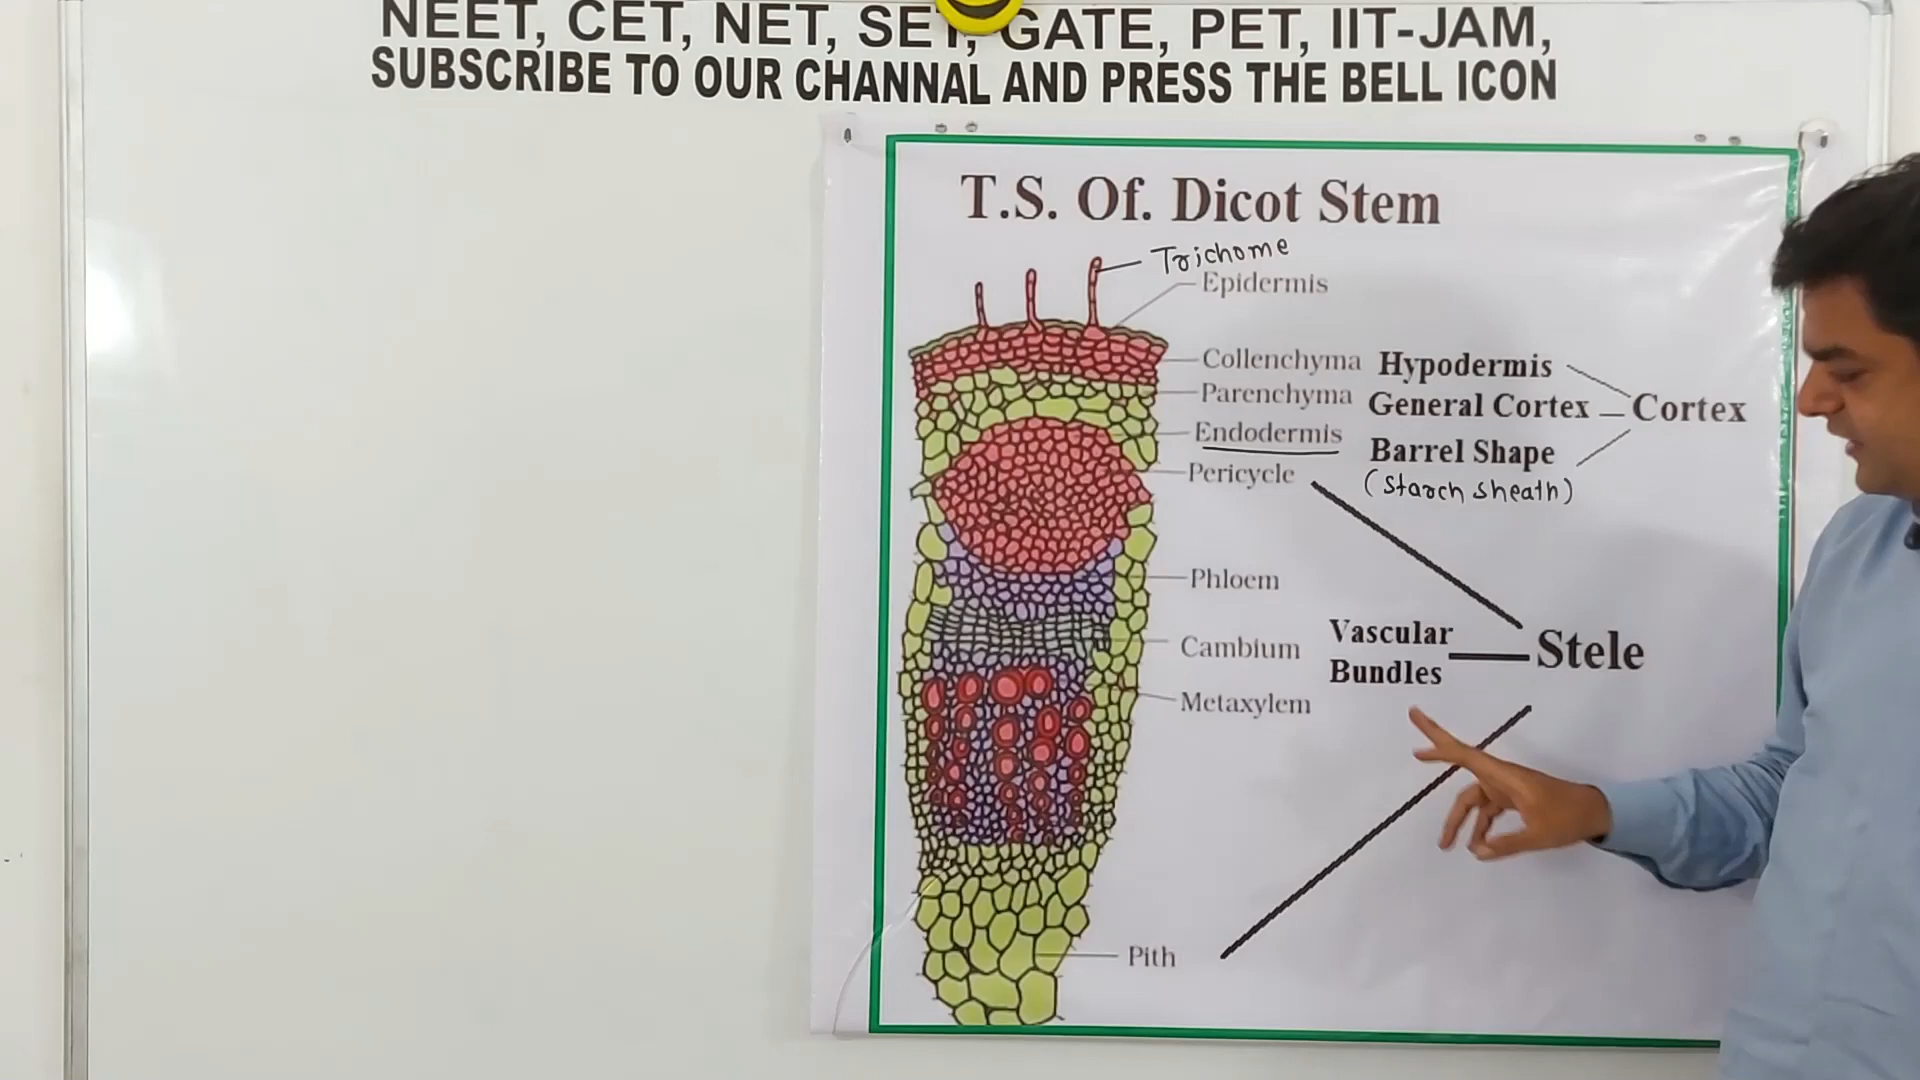 NEET, CET, NET, SET, GATE, PET, IIT-JAM,
SUBSCRIBE TO OUR CHANNAL AND PRESS THE BELL ICON
T.S. Of. Dicot Stem
Trichome
Epidermis
Collenchyma Hypodermis
Parenchyma General Cortex Cortex
Endodermis Barrel Shape
Pericycle (Starch sheath)
Phloem
Vascular
Cambium Bundles Stele
Metaxylem
Pith